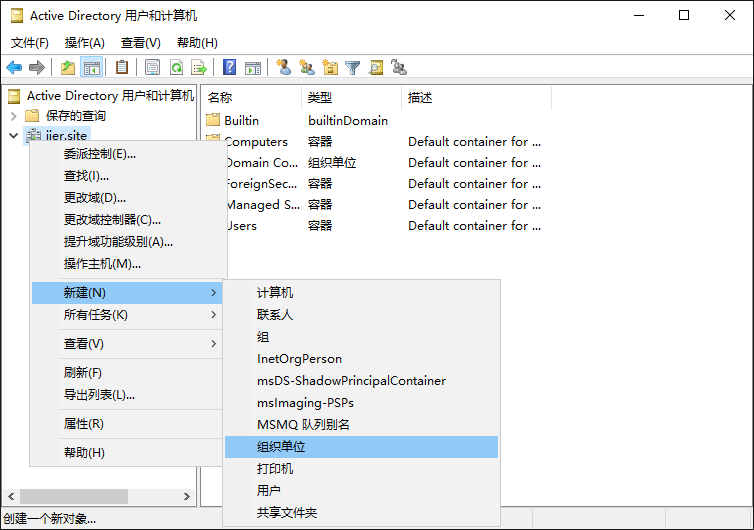 Active Directory 用户和计算机
文件(F) 操作(A) 查看(V) 帮助(H)
Active Directory 用户和计算机
保存的查询
jier.site
名称 类型 描述
Builtin builtinDomain
Computers 容器 Default container for ...
Domain Co... 组织单位
ForeignSec... 容器 Default container for ...
Managed S... 容器 Default container for ...
Users 容器 Default container for ...
委派控制(E)...
查找(I)...
更改域(D)...
更改域控制器(C)...
提升域功能级别(A)...
操作主机(M)...
新建(N)
所有任务(K)
查看(V)
刷新(F)
导出列表(L)...
属性(R)
帮助(H)
计算机
联系人
组
InetOrgPerson
msDS-ShadowPrincipalContainer
msImaging-PSPs
MSMQ 队列别名
组织单位
打印机
用户
共享文件夹
创建一个新对象...